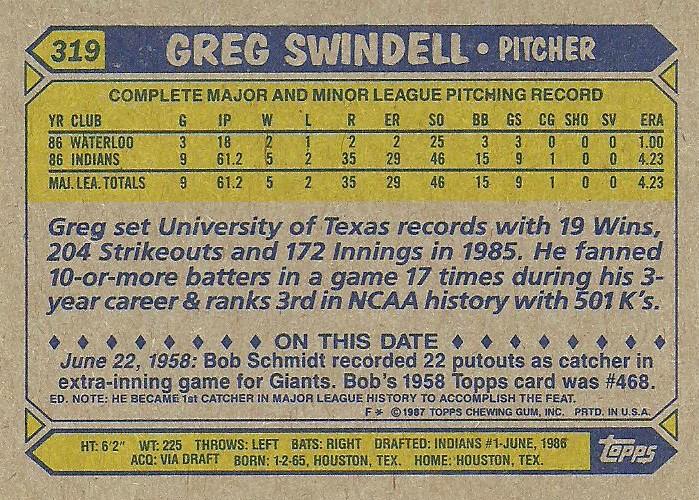 319 GREG SWINDELL • PITCHER
COMPLETE MAJOR AND MINOR LEAGUE PITCHING RECORD
YR CLUB G IP W L R ER SO BB GS CG SHO SV ERA
86 WATERLOO 3 18 2 1 2 2 25 3 3 0 0 0 1.00
86 INDIANS 9 61.2 5 2 35 29 46 15 9 1 0 0 4.23
MAJ. LEA. TOTALS 9 61.2 5 2 35 29 46 15 9 1 0 0 4.23
Greg set University of Texas records with 19 Wins,
204 Strikeouts and 172 Innings in 1985. He fanned
10-or-more batters in a game 17 times during his 3-
year career & ranks 3rd in NCAA history with 501 K's.
ON THIS DATE
June 22, 1958: Bob Schmidt recorded 22 putouts as catcher in
extra-inning game for Giants. Bob's 1958 Topps card was #468.
ED. NOTE: HE BECAME 1st CATCHER IN MAJOR LEAGUE HISTORY TO ACCOMPLISH THE FEAT.
F * ©1987 TOPPS CHEWING GUM, INC. PRTD. IN U.S.A.
HT: 6'2" WT: 225 THROWS: LEFT BATS: RIGHT DRAFTED: INDIANS #1-JUNE, 1986
ACQ: VIA DRAFT BORN: 1-2-65, HOUSTON, TEX. HOME: HOUSTON, TEX.
topps